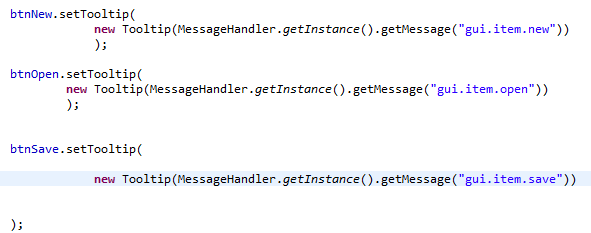 btnNew.setTooltip(
new Tooltip(MessageHandler.getInstance().getMessage("gui.item.new"))
);
btnOpen.setTooltip(
new Tooltip(MessageHandler.getInstance().getMessage("gui.item.open"))
);
btnSave.setTooltip(
new Tooltip(MessageHandler.getInstance().getMessage("gui.item.save"))
);